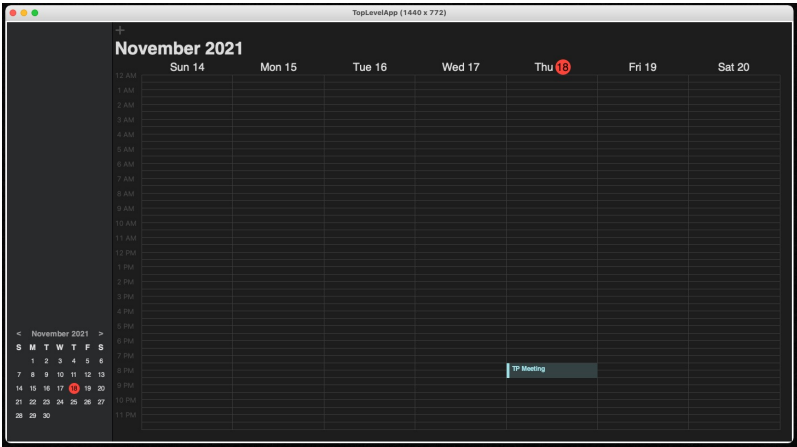 TopLevelApp (1440 x 772)
+
November 2021
Sun 14 Mon 15 Tue 16 Wed 17 Thu 18 Fri 19 Sat 20
12 AM
1 AM
2 AM
3 AM
4 AM
5 AM
6 AM
7 AM
8 AM
9 AM
10 AM
11 AM
12 PM
1 PM
2 PM
3 PM
4 PM
5 PM
6 PM
7 PM
8 PM
TP Meeting
9 PM
10 PM
11 PM
< November 2021 >
S M T W T F S
1 2 3 4 5 6
7 8 9 10 11 12 13
14 15 16 17 18 19 20
21 22 23 24 25 26 27
28 29 30